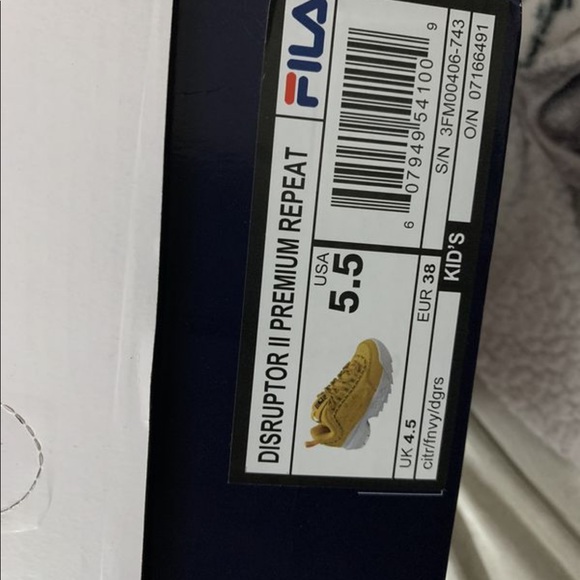 FILA
DISRUPTOR II PREMIUM REPEAT
6 07949 54100 9
S/N 3FM00406-743
O/N 07166491
USA
5.5
UK 4.5
EUR 38
citr/fnvy/dgrs
KID'S